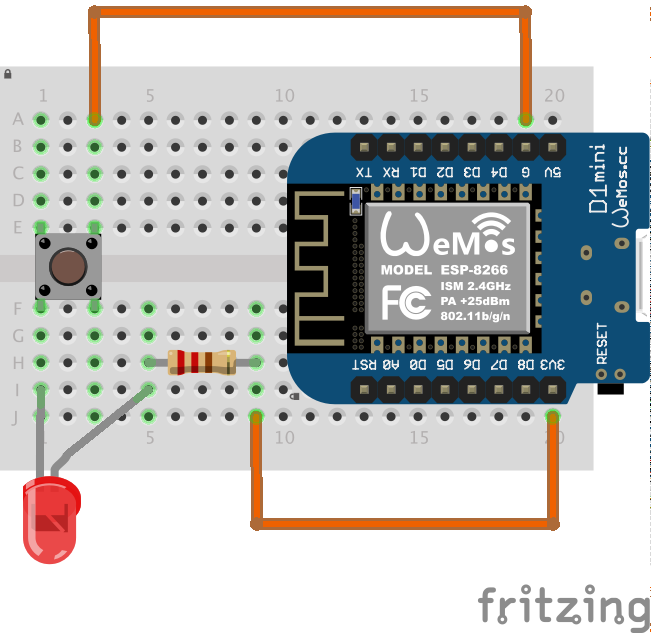 1 5 10 15 20
A
B
C
D
E
F
G
H
I
J
TX RX D1 D2 D3 D4 G 5V
D1 mini
WeMos.cc
WeMos
MODEL ESP-8266
ISM 2.4GHz
PA +25dBm
802.11b/g/n
FC
RST A0 D0 D5 D6 D7 D8 3V3
RESET
1 5 10 15 20
fritzing